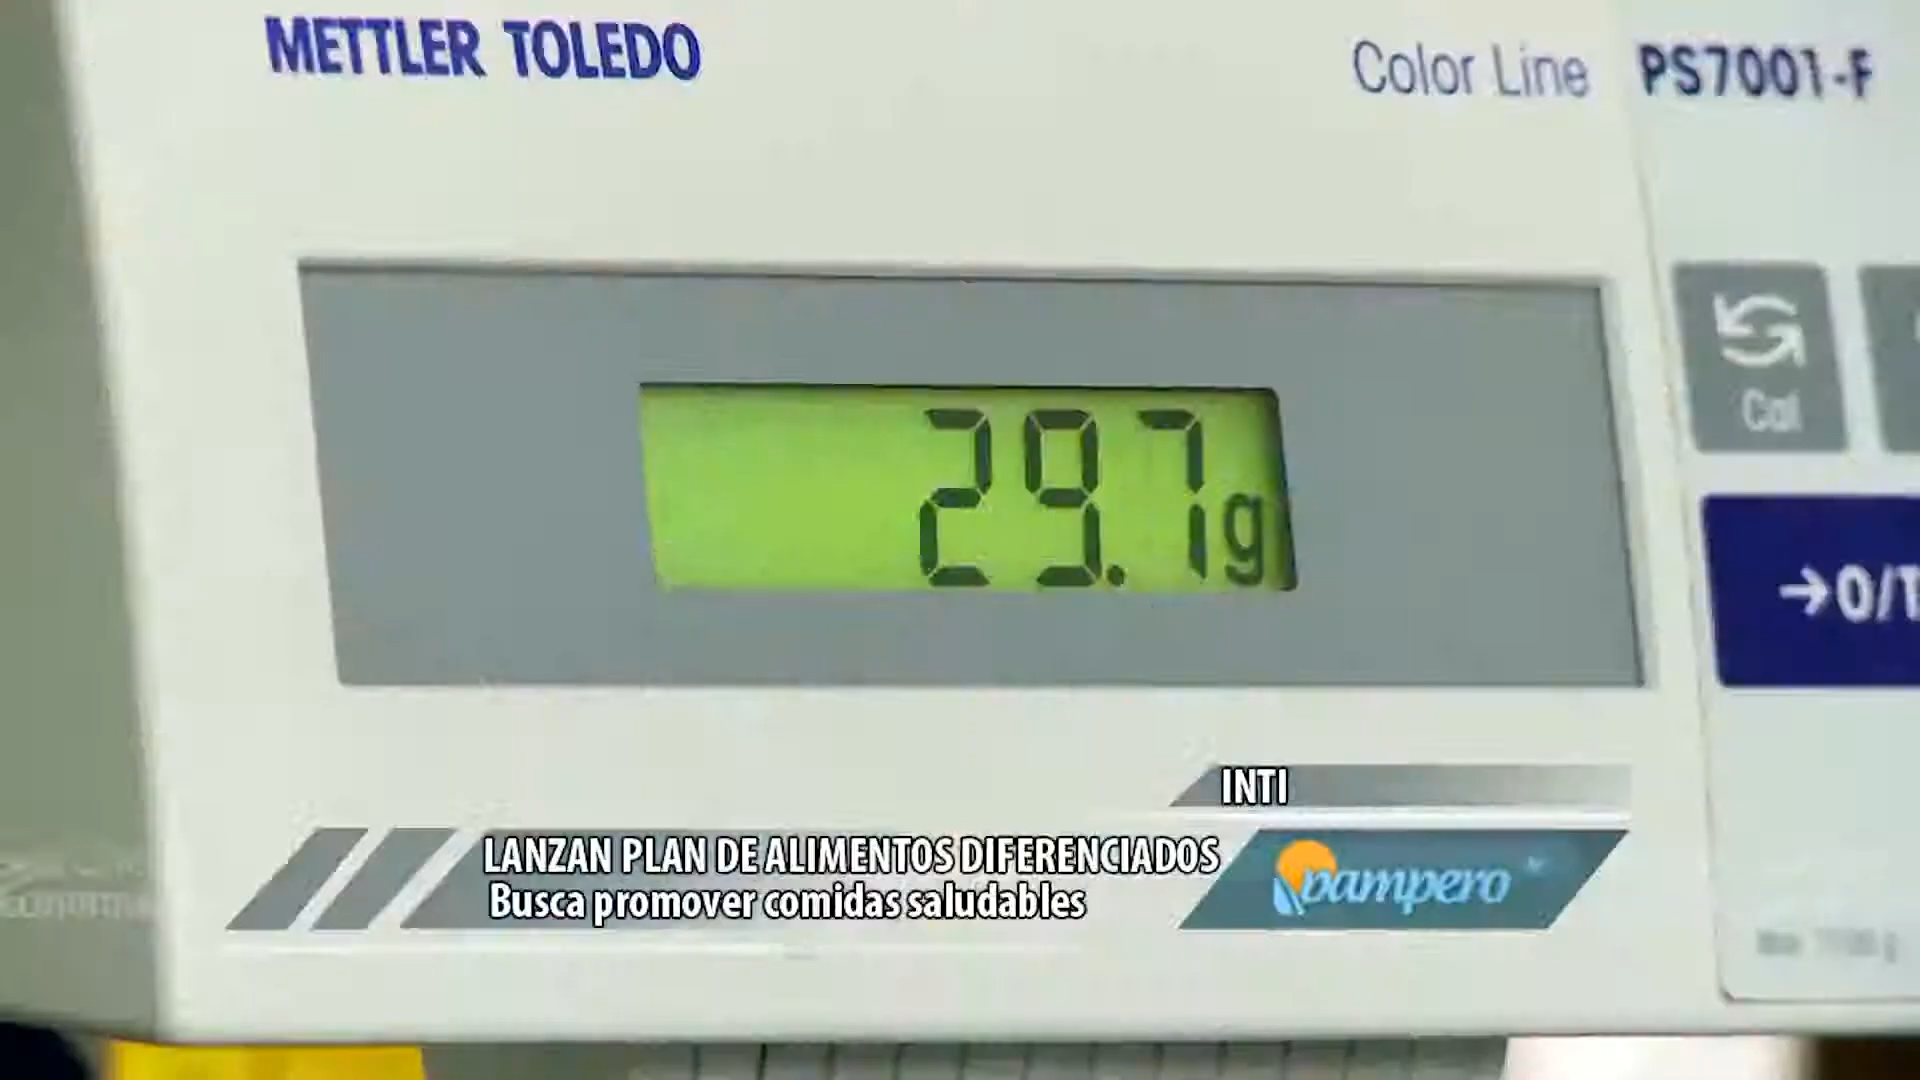 METTLER TOLEDO
Color Line PS7001-F
29.7g
Cal
→0/T
INTI
LANZAN PLAN DE ALIMENTOS DIFERENCIADOS
Busca promover comidas saludables
pampero